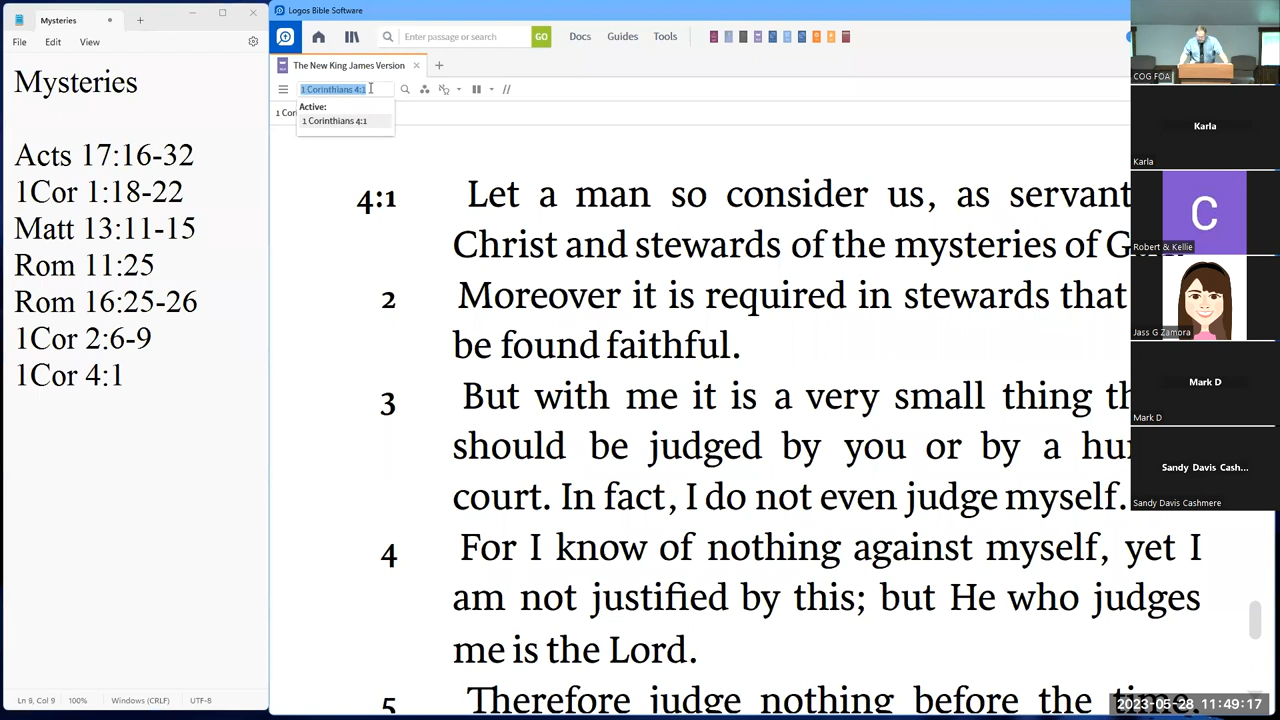 Mysteries
File Edit View
Mysteries
Acts 17:16-32
1Cor 1:18-22
Matt 13:11-15
Rom 11:25
Rom 16:25-26
1Cor 2:6-9
1Cor 4:1
Ln 9, Col 9 100% Windows (CRLF) UTF-8
Logos Bible Software
Enter passage or search GO Docs Guides Tools
The New King James Version
1 Corinthians 4:1
Active:
1 Corinthians 4:1
4:1 Let a man so consider us, as servant
Christ and stewards of the mysteries of
2 Moreover it is required in stewards that
be found faithful.
3 But with me it is a very small thing
should be judged by you or by a
court. In fact, I do not even judge myself.
4 For I know of nothing against myself, yet I
am not justified by this; but He who judges
me is the Lord.
5 Therefore judge nothing before the time,
COG FOA
Karla
Karla
C
Robert & Kellie
Jass G Zamora
Mark D
Mark D
Sandy Davis Cash...
Sandy Davis Cashmere
2023-05-28 11:49:17